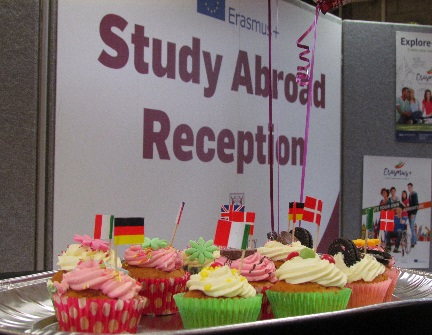 Erasmus+
Study Abroad
Reception
Explore
Erasmus+